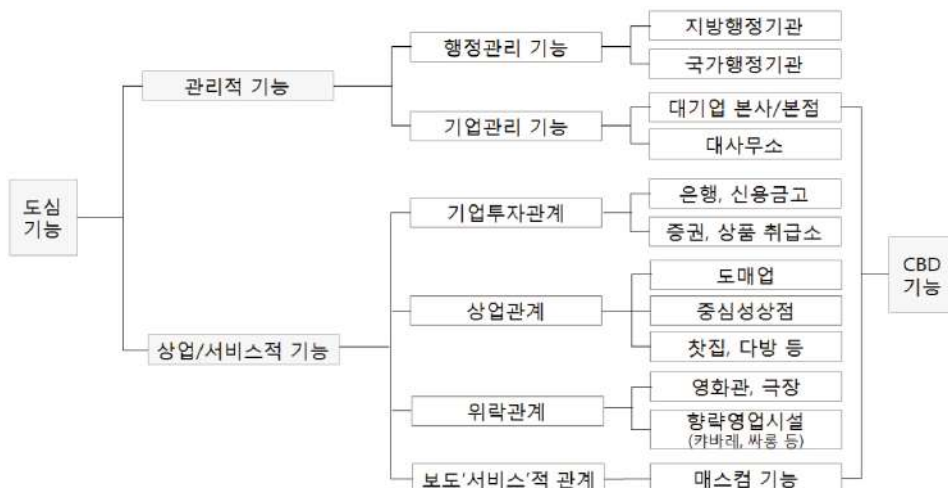 도심
기능
관리적 기능
행정관리 기능
지방행정기관
국가행정기관
기업관리 기능
대기업 본사/본점
대사무소
상업/서비스적 기능
기업투자관계
은행, 신용금고
증권, 상품 취급소
상업관계
도매업
중심성상점
찻집, 다방 등
위락관계
영화관, 극장
향략영업시설
(캬바레, 싸롱 등)
보도‘서비스’적 관계
매스컴 기능
CBD
기능